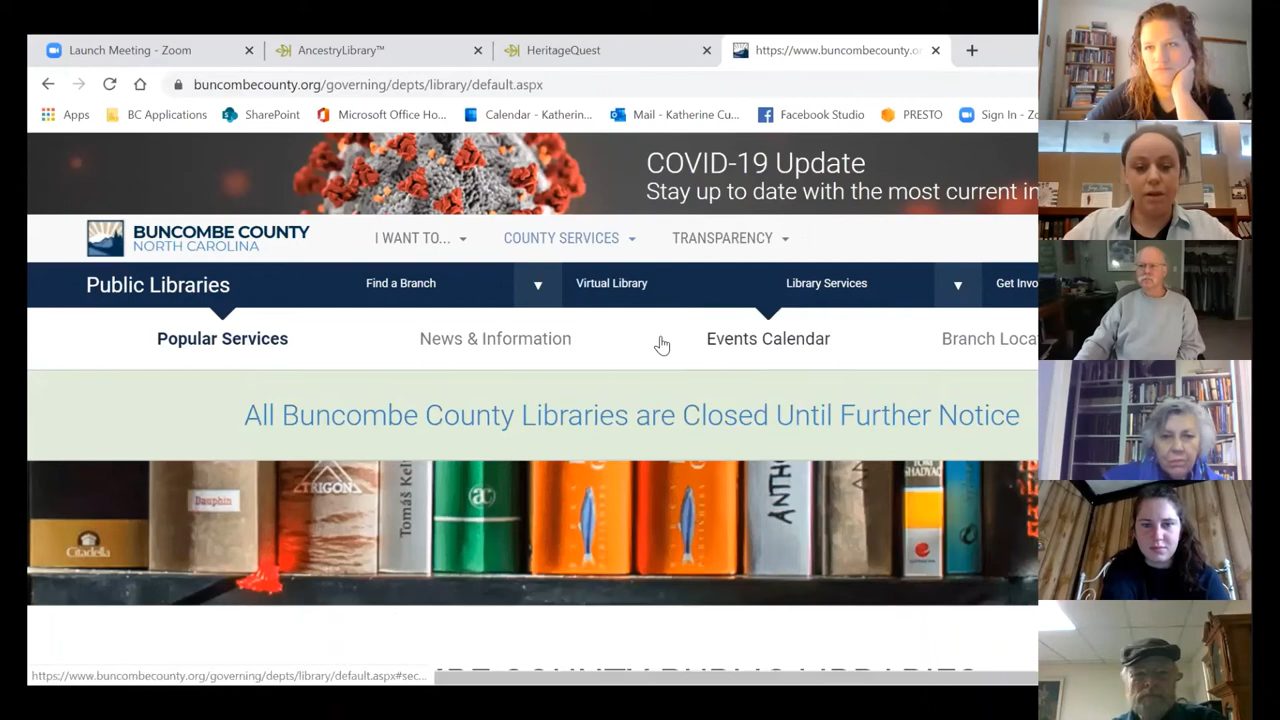 Launch Meeting - Zoom
AncestryLibrary™
HeritageQuest
https://www.buncombecounty.or
buncombecounty.org/governing/depts/library/default.aspx
Apps
BC Applications
SharePoint
Microsoft Office Ho...
Calendar - Katherin...
Mail - Katherine Cu...
Facebook Studio
PRESTO
Sign In - Zo
COVID-19 Update
Stay up to date with the most current in
BUNCOMBE COUNTY
NORTH CAROLINA
I WANT TO...
COUNTY SERVICES
TRANSPARENCY
Public Libraries
Find a Branch
Virtual Library
Library Services
Get Invo
Popular Services
News & Information
Events Calendar
Branch Loca
All Buncombe County Libraries are Closed Until Further Notice
Citadella
Dauphin
TRIGON
Tomáš Kel
a
ANTH
AN
TOM
SHADYAC
https://www.buncombecounty.org/governing/depts/library/default.aspx#sec...